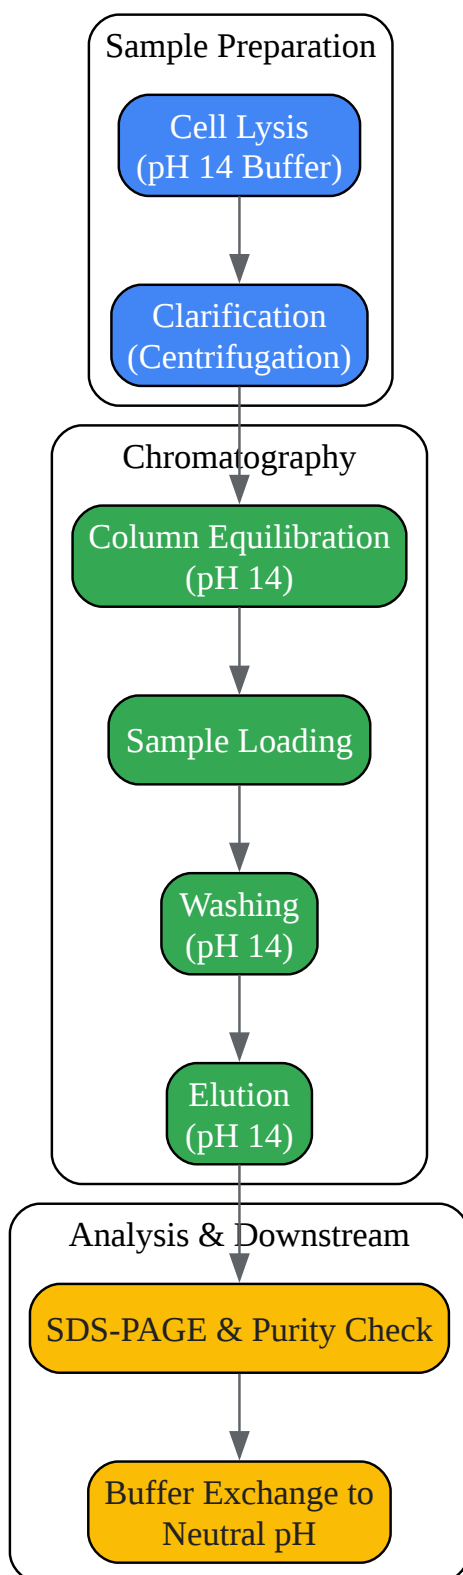 Sample Preparation
Cell Lysis
(pH 14 Buffer)
Clarification
(Centrifugation)
Chromatography
Column Equilibration
(pH 14)
Sample Loading
Washing
(pH 14)
Elution
(pH 14)
Analysis & Downstream
SDS-PAGE & Purity Check
Buffer Exchange to
Neutral pH